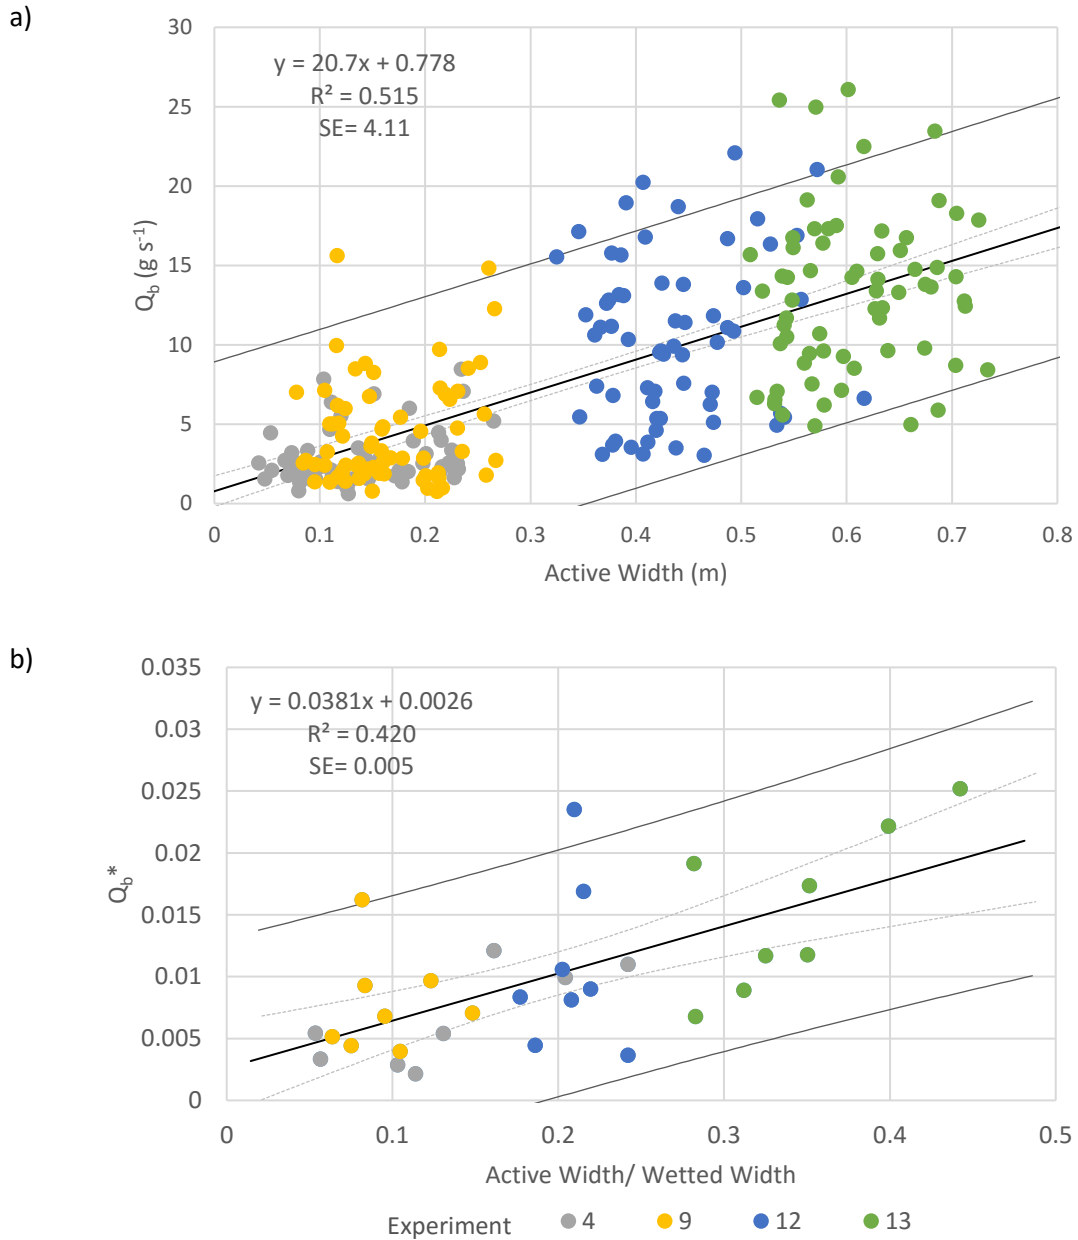 a)
30
25
20
15
10
5
0
Q_b (g s⁻¹)
y = 20.7x + 0.778
R² = 0.515
SE= 4.11
0 0.1 0.2 0.3 0.4 0.5 0.6 0.7 0.8
Active Width (m)
b)
0.035
0.03
0.025
0.02
0.015
0.01
0.005
0
Q_b*
y = 0.0381x + 0.0026
R² = 0.420
SE= 0.005
0 0.1 0.2 0.3 0.4 0.5
Active Width/ Wetted Width
Experiment 4 9 12 13